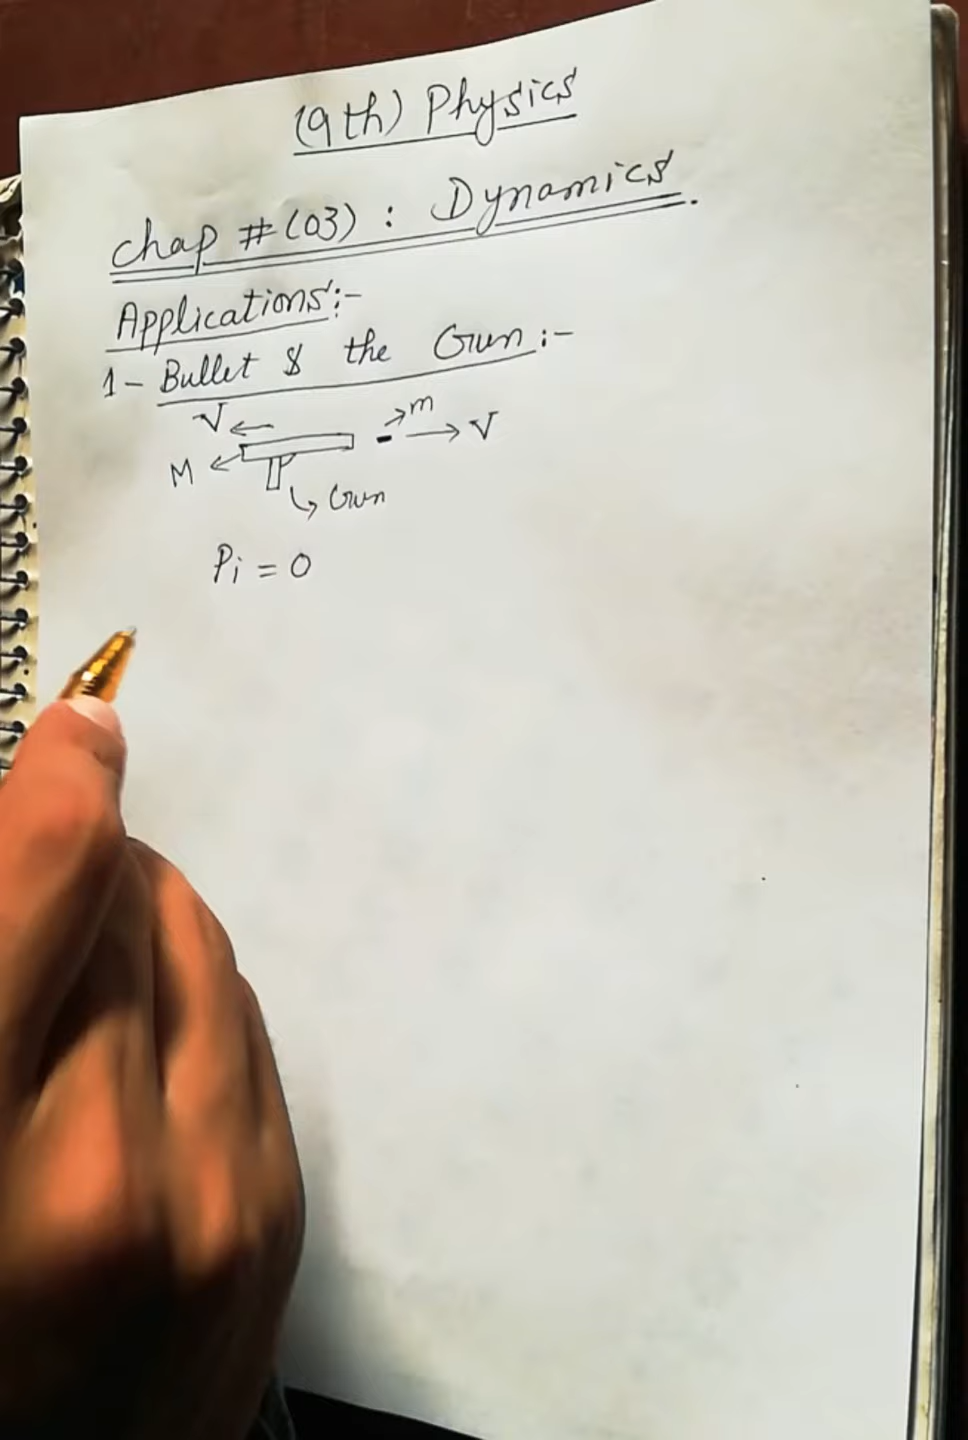 (9th) Physics
Chap # (03) : Dynamics.
Applications:-
1- Bullet & the Gun:-
V m V
M
Gun
Pi = 0